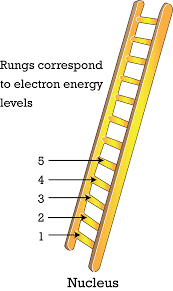 Rungs correspond
to electron energy
levels
5
4
3
2
1
Nucleus